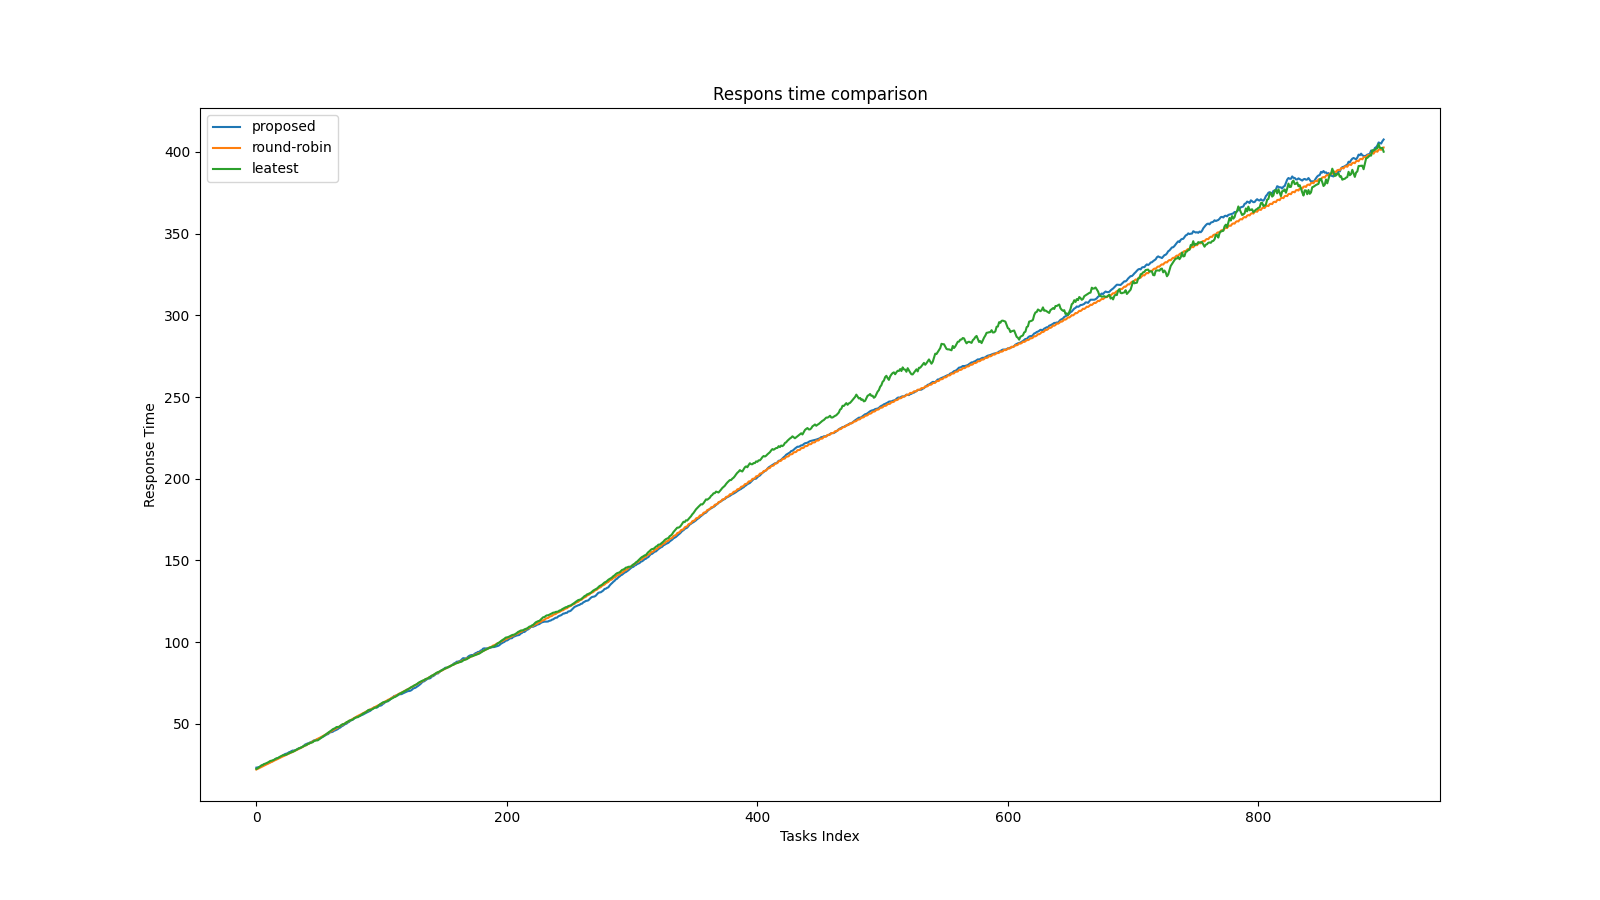 Respons time comparison
proposed
round-robin
leatest
400
350
300
250
200
150
100
50
Response Time
0 200 400 600 800
Tasks Index